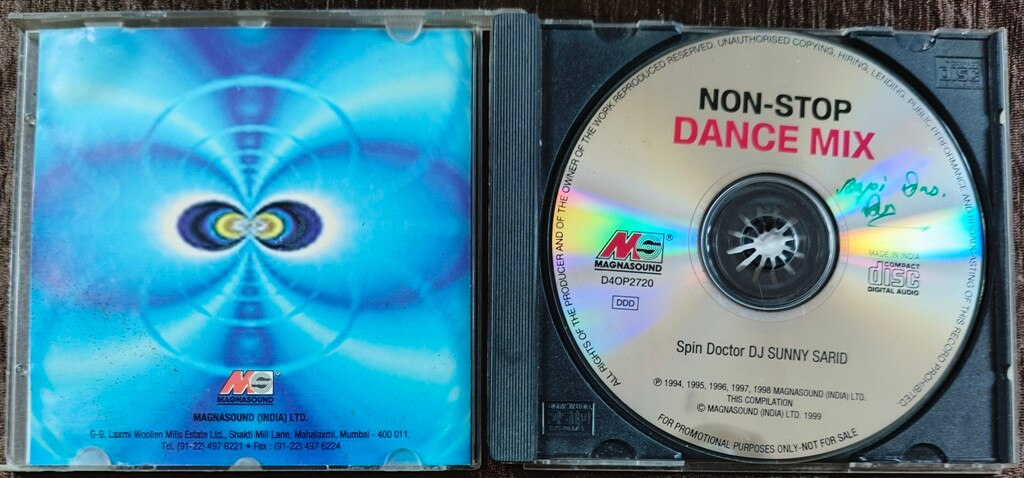 MAGNASOUND
MAGNASOUND (INDIA) LTD.
G-9, Laxmi Woollen Mills Estate Ltd., Shakti Mill Lane, Mahalaxmi, Mumbai - 400 011.
Tel. (91-22) 497 6221 • Fax : (91-22) 497 6224
ALL RIGHTS OF THE PRODUCER AND OF THE OWNER OF THE WORK REPRODUCED RESERVED. UNAUTHORISED COPYING, HIRING, LENDING, PUBLIC PERFORMANCE AND BROADCASTING OF THIS RECORD PROHIBITED.
NON-STOP
DANCE MIX
MS®
MAGNASOUND
D4OP2720
DDD
MADE IN INDIA
COMPACT
disc
DIGITAL AUDIO
Spin Doctor DJ SUNNY SARID
℗ 1994, 1995, 1996, 1997, 1998 MAGNASOUND (INDIA) LTD.
THIS COMPILATION
© MAGNASOUND (INDIA) LTD. 1999
FOR PROMOTIONAL PURPOSES ONLY-NOT FOR SALE
disc